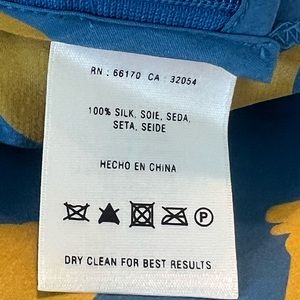 RN : 66170 CA : 32054
100% SILK, SOIE, SEDA,
SETA, SEIDE
HECHO EN CHINA
P
DRY CLEAN FOR BEST RESULTS